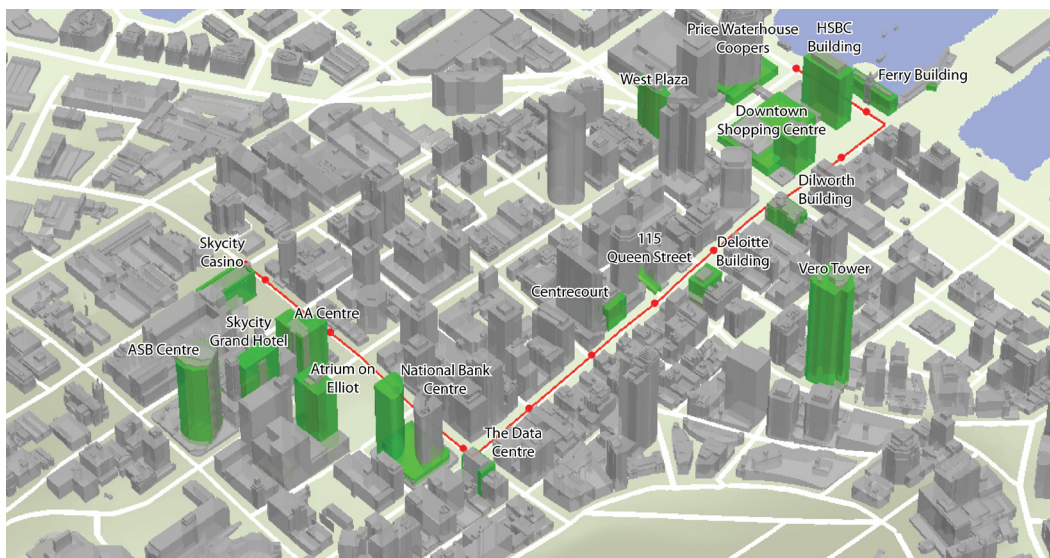 Price Waterhouse
Coopers
HSBC
Building
West Plaza
Ferry Building
Downtown
Shopping Centre
Dilworth
Building
115
Queen Street
Deloitte
Building
Vero Tower
Skycity
Casino
Centrecourt
AA Centre
Skycity
Grand Hotel
ASB Centre
Atrium on
Elliot
National Bank
Centre
The Data
Centre